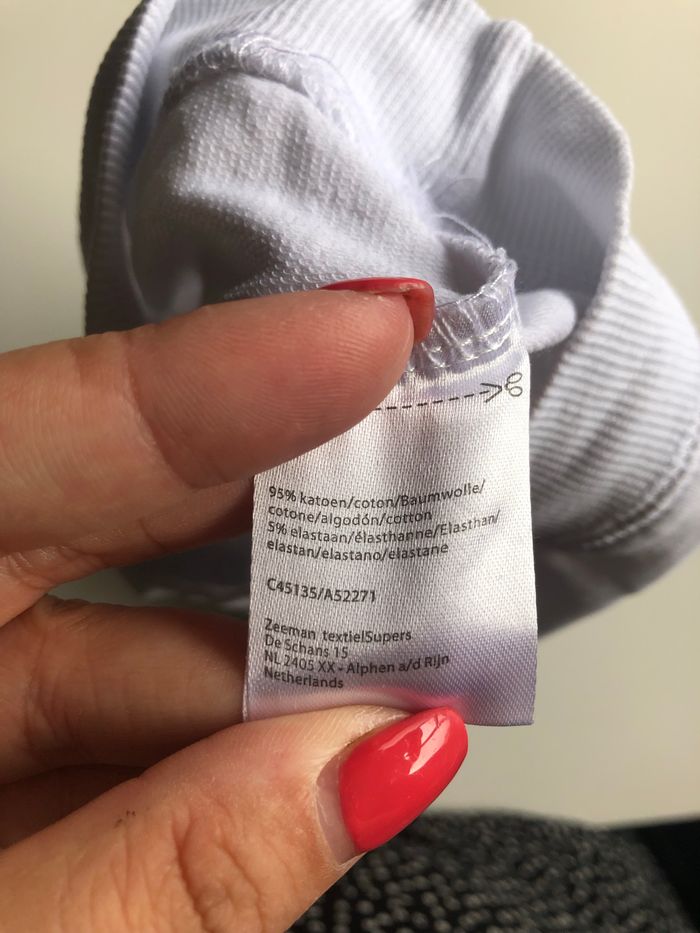 95% katoen/coton/Baumwolle/
cotone/algodón/cotton
5% elastaan/élasthanne/Elasthan/
elastan/elastano/elastane
C45135/A52271
Zeeman textielSupers
De Schans 15
NL 2405 XX - Alphen a/d Rijn
Netherlands